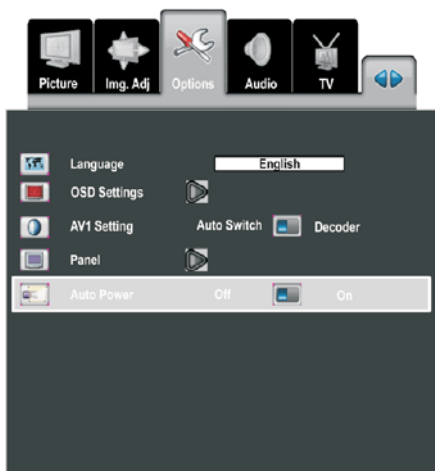 Picture Img. Adj Options Audio TV
Language English
OSD Settings
AV1 Setting Auto Switch Decoder
Panel
Auto Power Off On